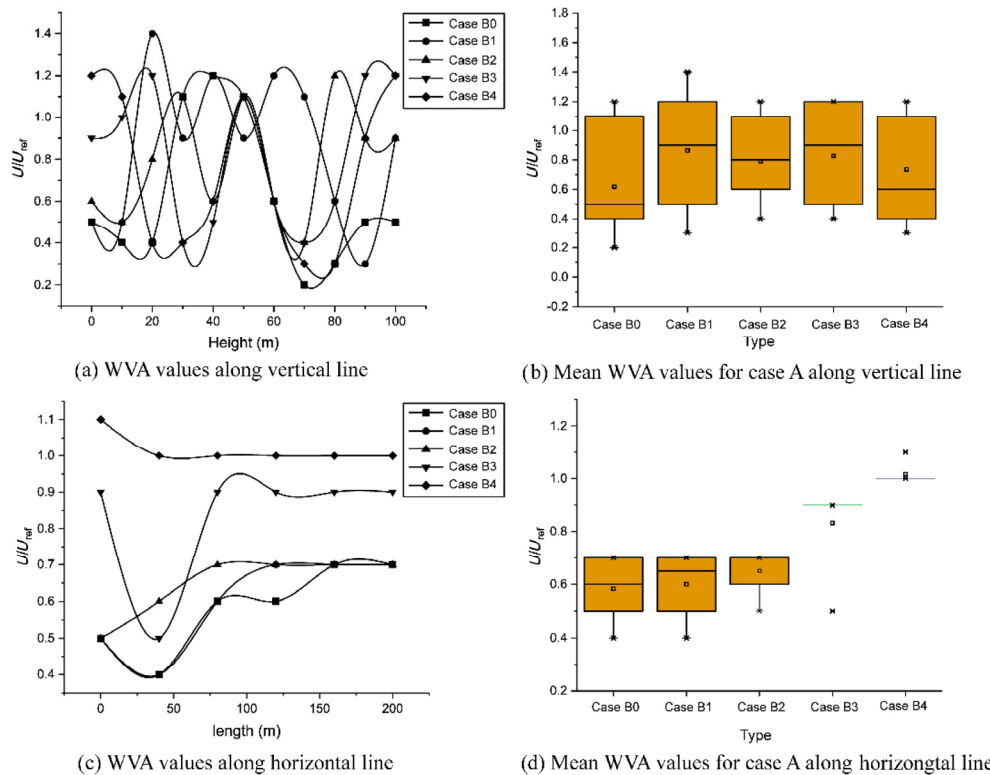 1.4
1.2
1.0
0.8
0.6
0.4
0.2
U/Uref
0 20 40 60 80 100
Height (m)
Case B0
Case B1
Case B2
Case B3
Case B4
(a) WVA values along vertical line
1.8
1.6
1.4
1.2
1.0
0.8
0.6
0.4
0.2
0.0
-0.2
U/Uref
Case B0 Case B1 Case B2 Case B3 Case B4
Type
(b) Mean WVA values for case A along vertical line
1.1
1.0
0.9
0.8
0.7
0.6
0.5
0.4
U/Uref
0 50 100 150 200
length (m)
Case B0
Case B1
Case B2
Case B3
Case B4
(c) WVA values along horizontal line
1.2
1.0
0.8
0.6
0.4
0.2
U/Uref
Case B0 Case B1 Case B2 Case B3 Case B4
Type
(d) Mean WVA values for case A along horizongtal line